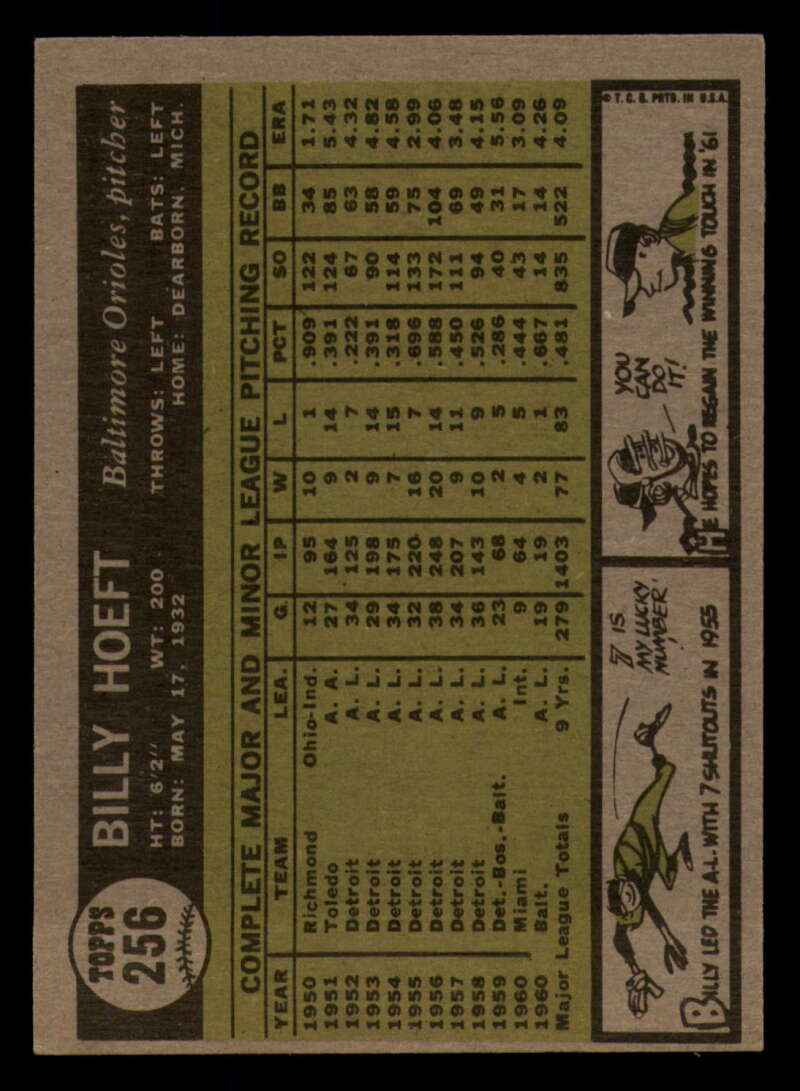 TOPPS
256
BILLY HOEFT Baltimore Orioles, pitcher
HT: 6'2" WT: 200 THROWS: LEFT BATS: LEFT
BORN: MAY 17, 1932 HOME: DEARBORN, MICH.
COMPLETE MAJOR AND MINOR LEAGUE PITCHING RECORD
YEAR TEAM LEA. G. IP W L PCT SO BB ERA
1950 Richmond Ohio-Ind. 12 95 10 1 .909 122 34 1.71
1951 Toledo A. A. 27 164 9 14 .391 124 85 5.43
1952 Detroit A. L. 34 125 2 7 .222 67 63 4.32
1953 Detroit A. L. 29 198 9 14 .391 90 58 4.82
1954 Detroit A. L. 34 175 7 15 .318 114 59 4.58
1955 Detroit A. L. 32 220 16 7 .696 133 75 2.99
1956 Detroit A. L. 38 248 20 14 .588 172 104 4.06
1957 Detroit A. L. 34 207 9 11 .450 111 69 3.48
1958 Detroit A. L. 36 143 10 9 .526 94 49 4.15
1959 Det.-Bos.-Balt. A. L. 23 68 2 5 .286 40 31 5.56
1960 Miami Int. 9 64 4 5 .444 43 17 3.09
1960 Balt. A. L. 19 19 2 1 .667 14 14 4.26
Major League Totals 9 Yrs. 279 1403 77 83 .481 835 522 4.09
7 IS
MY LUCKY
NUMBER'
BILLY LED THE A-L- WITH 7 SHUTOUTS IN 1955
© T. C. G. PRTD. IN U.S.A.
YOU
CAN
DO
IT!
HE HOPES TO REGAIN THE WINNING TOUCH IN '61